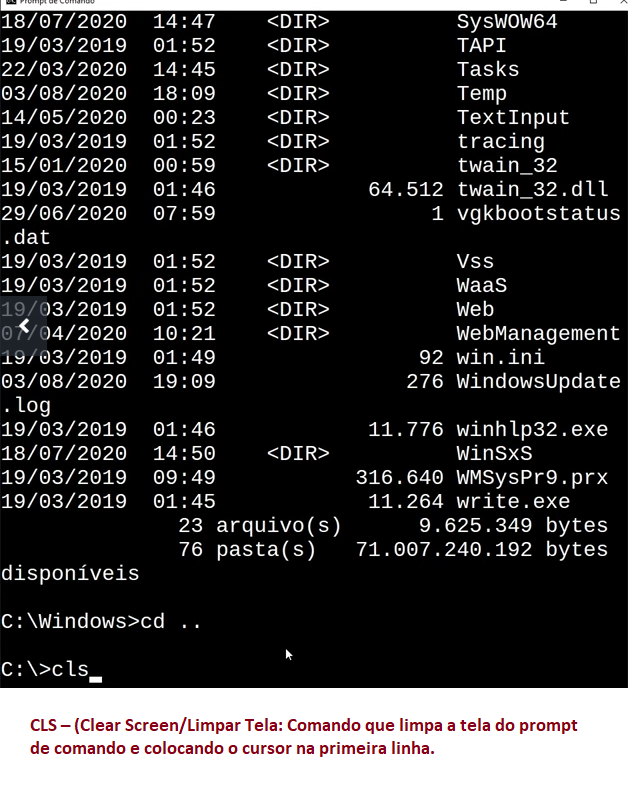 Prompt de Comando
18/07/2020  14:47    <DIR>          SysWOW64
19/03/2019  01:52    <DIR>          TAPI
22/03/2020  14:45    <DIR>          Tasks
03/08/2020  18:09    <DIR>          Temp
14/05/2020  00:23    <DIR>          TextInput
19/03/2019  01:52    <DIR>          tracing
15/01/2020  00:59    <DIR>          twain_32
19/03/2019  01:46            64.512 twain_32.dll
29/06/2020  07:59                 1 vgkbootstatus
.dat
19/03/2019  01:52    <DIR>          Vss
19/03/2019  01:52    <DIR>          WaaS
19/03/2019  01:52    <DIR>          Web
07/04/2020  10:21    <DIR>          WebManagement
19/03/2019  01:49                92 win.ini
03/08/2020  19:09               276 WindowsUpdate
.log
19/03/2019  01:46            11.776 winhlp32.exe
18/07/2020  14:50    <DIR>          WinSxS
19/03/2019  09:49           316.640 WMSysPr9.prx
19/03/2019  01:45            11.264 write.exe
              23 arquivo(s)      9.625.349 bytes
              76 pasta(s)   71.007.240.192 bytes
disponíveis
C:\Windows>cd ..
C:\>cls_
CLS – (Clear Screen/Limpar Tela: Comando que limpa a tela do prompt
de comando e colocando o cursor na primeira linha.